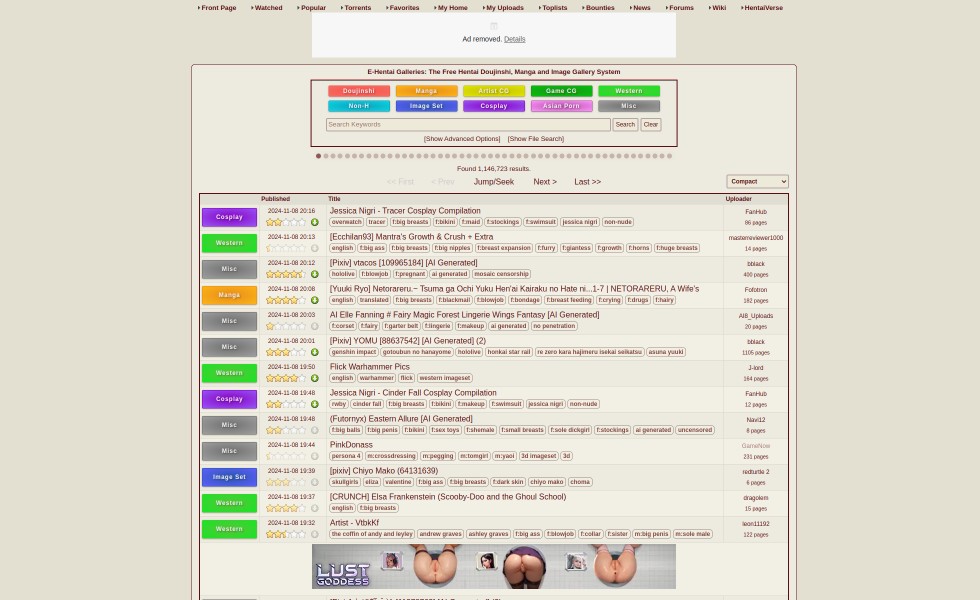 Front Page Watched Popular Torrents Favorites My Home My Uploads Toplists Bounties News Forums Wiki HentaiVerse
Ad removed. Details
E-Hentai Galleries: The Free Hentai Doujinshi, Manga and Image Gallery System
Doujinshi Manga Artist CG Game CG Western
Non-H Image Set Cosplay Asian Porn Misc
Search Keywords Search Clear
[Show Advanced Options] [Show File Search]
Found 1,146,723 results.
<< First < Prev Jump/Seek Next > Last >> Compact
Published Title Uploader
Cosplay 2024-11-08 20:16 Jessica Nigri - Tracer Cosplay Compilation FanHub
overwatch tracer f:big breasts f:bikini f:maid f:stockings f:swimsuit jessica nigri non-nude 86 pages
Western 2024-11-08 20:13 [Ecchilan93] Mantra's Growth & Crush + Extra masterreviewer1000
english f:big ass f:big breasts f:big nipples f:breast expansion f:furry f:giantess f:growth f:horns f:huge breasts 14 pages
Misc 2024-11-08 20:12 [Pixiv] vtacos [109965184] [AI Generated] bblack
hololive f:blowjob f:pregnant ai generated mosaic censorship 400 pages
Manga 2024-11-08 20:08 [Yuuki Ryo] Netorareru.~ Tsuma ga Ochi Yuku Hen'ai Kairaku no Hate ni...1-7 | NETORARERU, A Wife's Fofotron
english translated f:big breasts f:blackmail f:blowjob f:bondage f:breast feeding f:crying f:drugs f:hairy 182 pages
Misc 2024-11-08 20:03 AI Elle Fanning # Fairy Magic Forest Lingerie Wings Fantasy [AI Generated] AI8_Uploads
f:corset f:fairy f:garter belt f:lingerie f:makeup ai generated no penetration 20 pages
Misc 2024-11-08 20:01 [Pixiv] YOMU [88637542] [AI Generated] (2) bblack
genshin impact gotoubun no hanayome hololive honkai star rail re zero kara hajimeru isekai seikatsu asuna yuuki 1105 pages
Western 2024-11-08 19:50 Flick Warhammer Pics J-lord
english warhammer flick western imageset 164 pages
Cosplay 2024-11-08 19:48 Jessica Nigri - Cinder Fall Cosplay Compilation FanHub
rwby cinder fall f:big breasts f:bikini f:makeup f:swimsuit jessica nigri non-nude 12 pages
Misc 2024-11-08 19:46 (Futornyx) Eastern Allure [AI Generated] Navi12
f:big balls f:big penis f:bikini f:sex toys f:shemale f:small breasts f:sole dickgirl f:stockings ai generated uncensored 8 pages
Misc 2024-11-08 19:44 PinkDonass GameNoir
persona 4 m:crossdressing m:pegging m:tomgirl m:yaoi 3d imageset 3d 231 pages
Image Set 2024-11-08 19:39 [pixiv] Chiyo Mako (64131639) redturtle 2
skullgirls eliza valentine f:big ass f:big breasts f:dark skin chiyo mako choma 6 pages
Western 2024-11-08 19:37 [CRUNCH] Elsa Frankenstein (Scooby-Doo and the Ghoul School) dragolem
english f:big breasts 15 pages
Western 2024-11-08 19:32 Artist - VtbkKf leon11192
the coffin of andy and leyley andrew graves ashley graves f:big ass f:blowjob f:collar f:sister m:big penis m:sole male 122 pages
LUST GODDESS